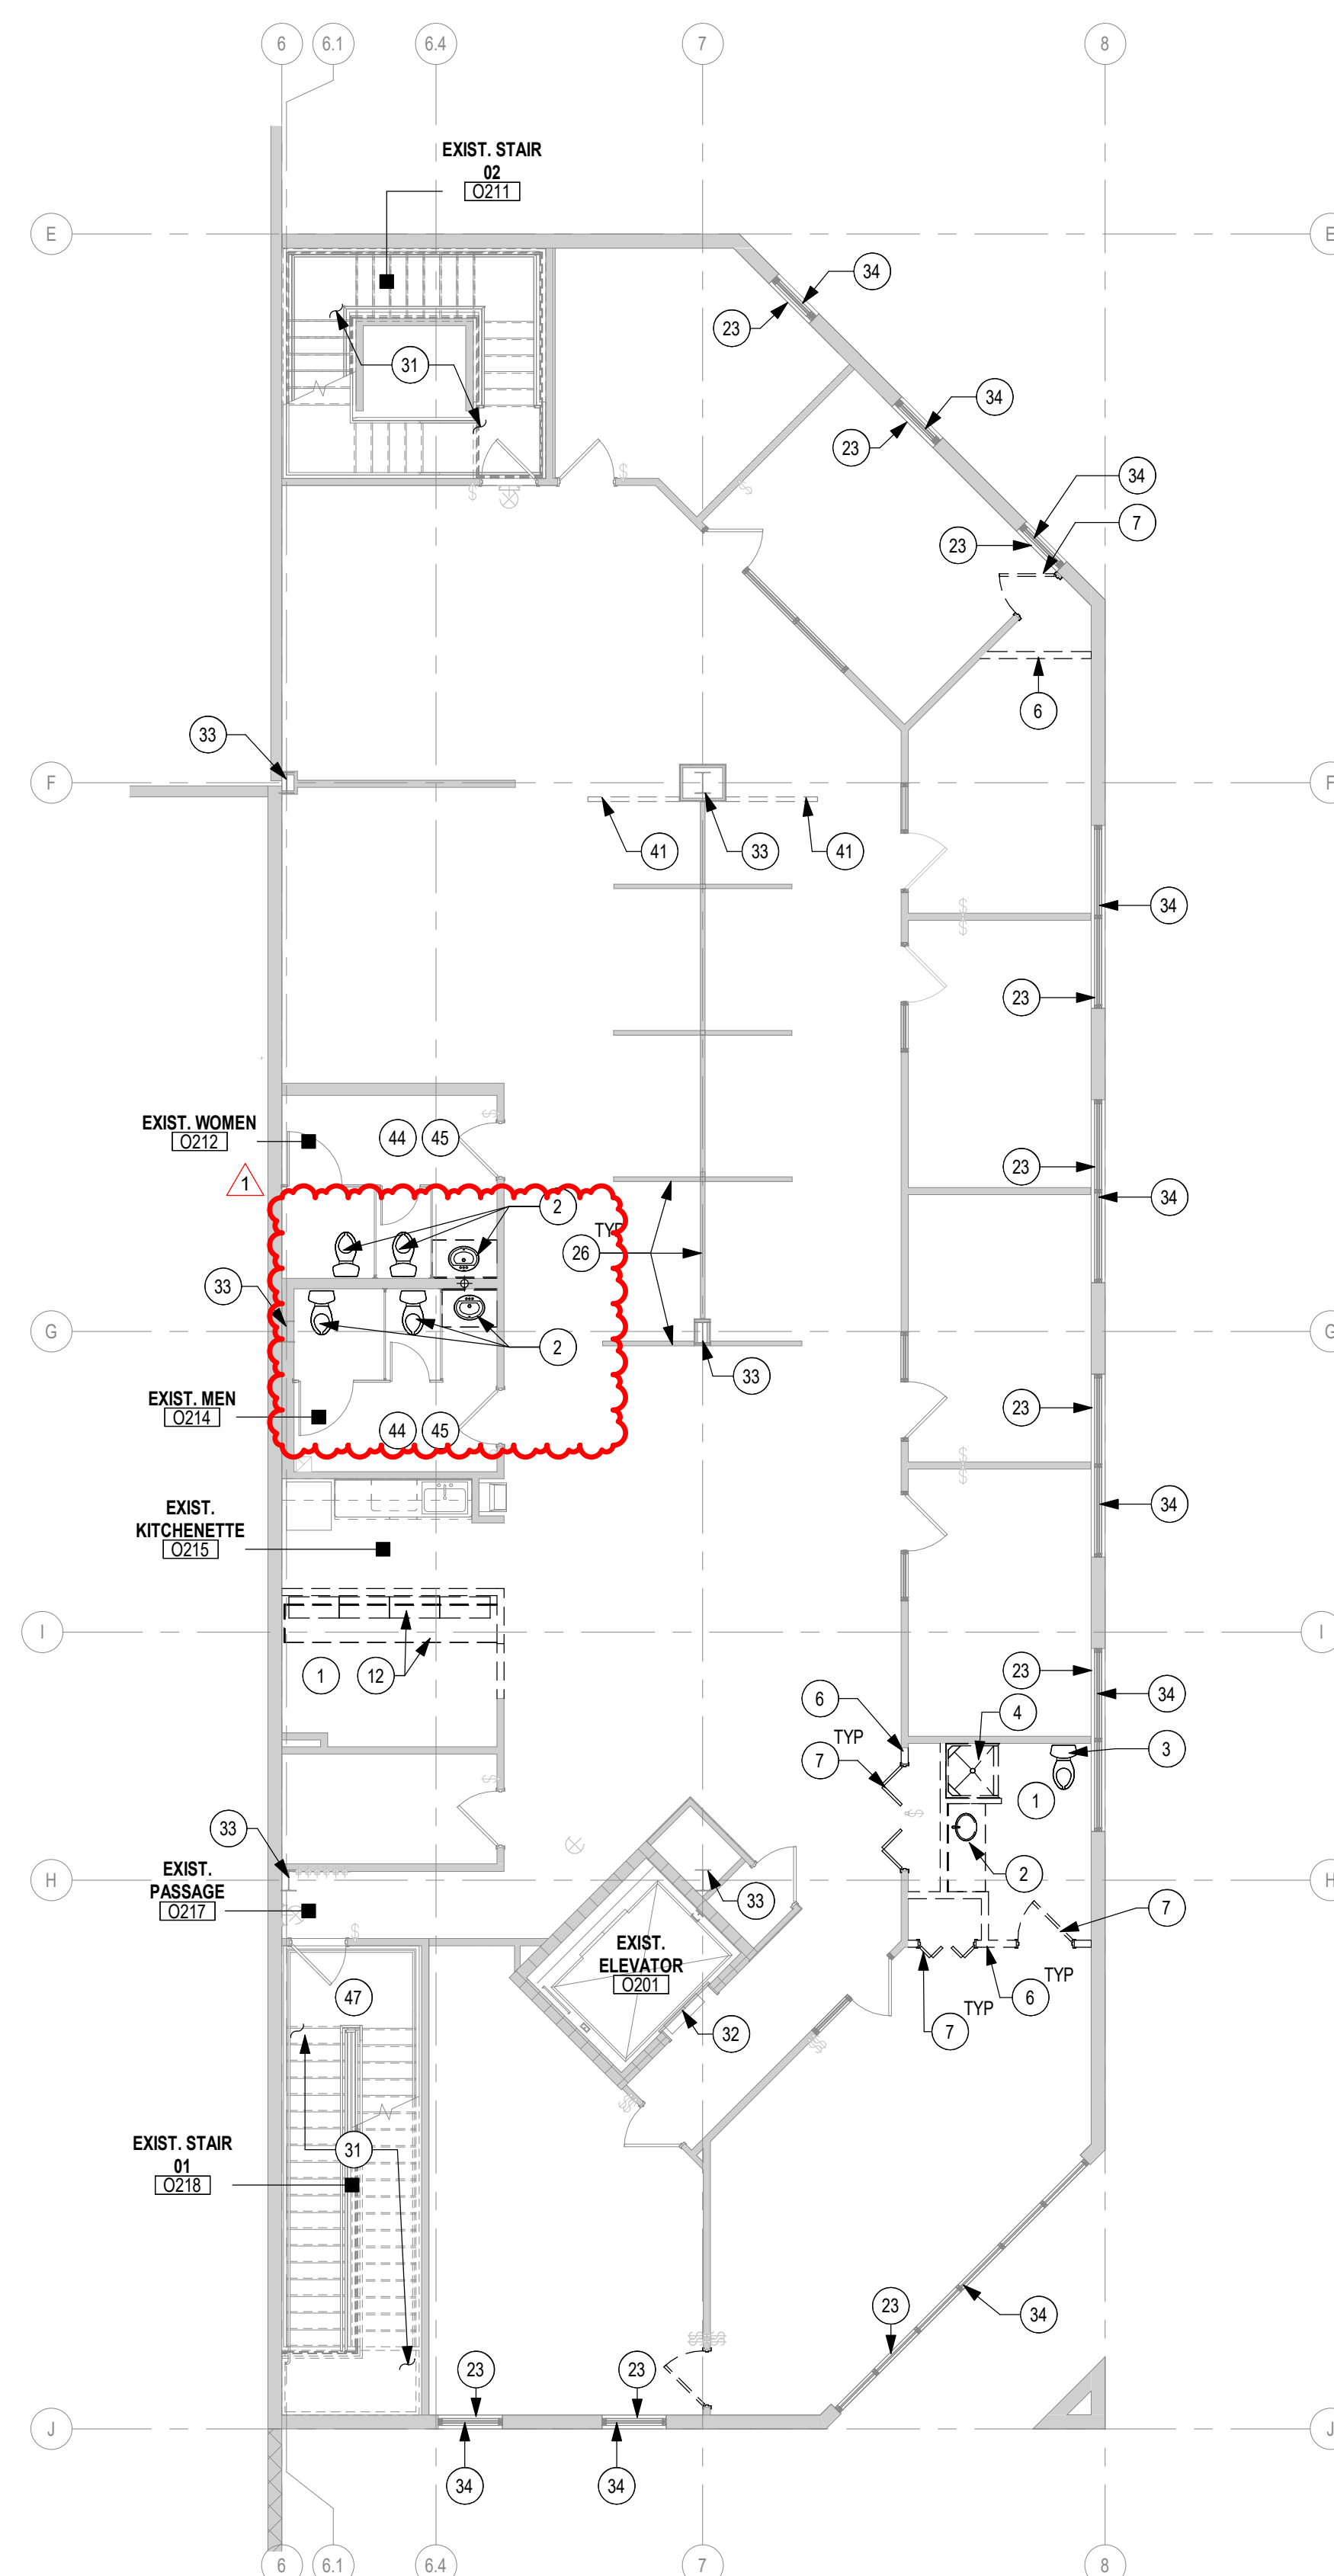 6
6.1
6.4
7
8
EXIST. STAIR
02
O211
E
E
34
23
34
31
23
34
7
23
6
33
F
F
41
33
41
34
23
EXIST. WOMEN
O212
44
45
23
1
34
2
TYP
26
33
G
G
2
33
EXIST. MEN
O214
23
44
45
EXIST.
KITCHENETTE
O215
34
I
I
1
12
23
34
6
4
TYP
7
3
1
33
EXIST.
PASSAGE
O217
H
H
2
33
7
EXIST.
ELEVATOR
O201
47
6
TYP
TYP
7
32
EXIST. STAIR
01
O218
31
23
34
23
23
J
J
34
34
6
6.1
6.4
7
8